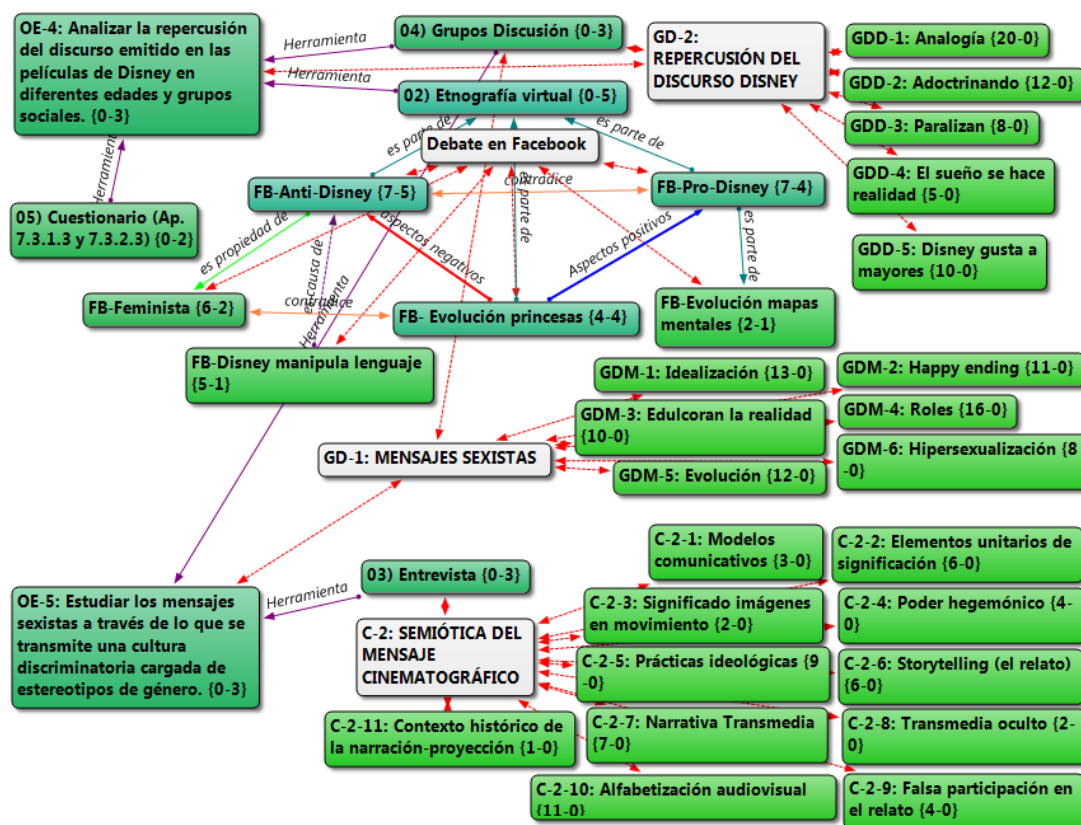 OE-4: Analizar la repercusión
del discurso emitido en las
películas de Disney en
diferentes edades y grupos
sociales. {0-3}
Herramienta
Herramienta
04) Grupos Discusión {0-3}
02) Etnografía virtual {0-5}
GD-2:
REPERCUSIÓN DEL
DISCURSO DISNEY
GDD-1: Analogía {20-0}
GDD-2: Adoctrinando {12-0}
GDD-3: Paralizan {8-0}
GDD-4: El sueño se hace
realidad {5-0}
GDD-5: Disney gusta a
mayores {10-0}
Herramienta
05) Cuestionario (Ap.
7.3.1.3 y 7.3.2.3) {0-2}
es parte de
Debate en Facebook
es parte de
es parte de
FB-Anti-Disney {7-5}
contradice
FB-Pro-Disney {7-4}
es propiedad de
es causa de
aspectos negativos
Aspectos positivos
es parte de
FB-Feminista {6-2}
contradice
FB- Evolución princesas {4-4}
FB-Evolución mapas
mentales {2-1}
Herramienta
FB-Disney manipula lenguaje
{5-1}
GDM-1: Idealización {13-0}
GDM-2: Happy ending {11-0}
GDM-3: Edulcoran la realidad
{10-0}
GDM-4: Roles {16-0}
GD-1: MENSAJES SEXISTAS
GDM-5: Evolución {12-0}
GDM-6: Hipersexualización {8
-0}
OE-5: Estudiar los mensajes
sexistas a través de lo que se
transmite una cultura
discriminatoria cargada de
estereotipos de género. {0-3}
Herramienta
03) Entrevista {0-3}
C-2: SEMIÓTICA DEL
MENSAJE
CINEMATOGRÁFICO
C-2-1: Modelos
comunicativos {3-0}
C-2-2: Elementos unitarios de
significación {6-0}
C-2-3: Significado imágenes
en movimiento {2-0}
C-2-4: Poder hegemónico {4-
0}
C-2-5: Prácticas ideológicas {9
-0}
C-2-6: Storytelling (el relato)
{6-0}
C-2-11: Contexto histórico de
la narración-proyección {1-0}
C-2-7: Narrativa Transmedia
{7-0}
C-2-8: Transmedia oculto {2-
0}
C-2-10: Alfabetización audiovisual
{11-0}
C-2-9: Falsa participación en
el relato {4-0}